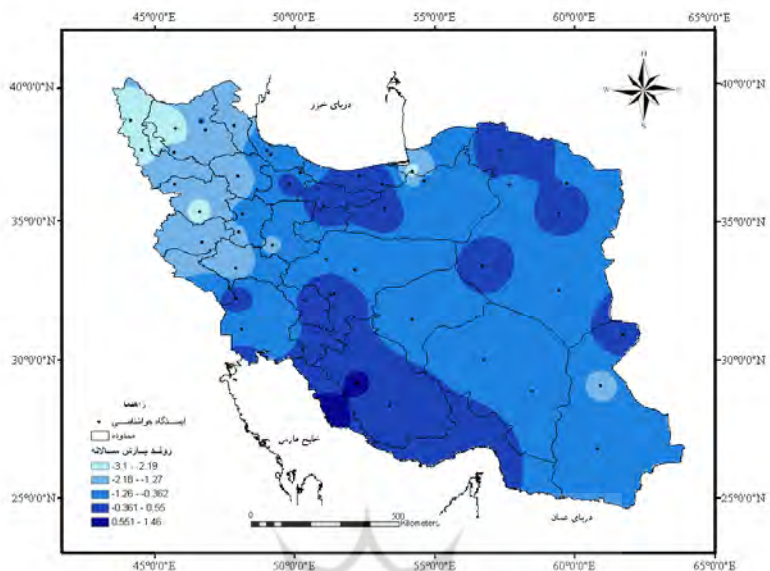 45°0'0"E 50°0'0"E 55°0'0"E 60°0'0"E 65°0'0"E
40°0'0"N 40°0'0"N
N
W E
S
دریای خزر
35°0'0"N 35°0'0"N
30°0'0"N 30°0'0"N
راهنما
ایستگاه هواشناسی
محدوده
روند بارش سالانه
-3.1 - -2.19
-2.18 - -1.27
-1.26 - -0.362
-0.361 - 0.55
0.551 - 1.46
خلیج فارس
دریای عمان
25°0'0"N 25°0'0"N
0 500
Kilometers
45°0'0"E 50°0'0"E 55°0'0"E 60°0'0"E 65°0'0"E